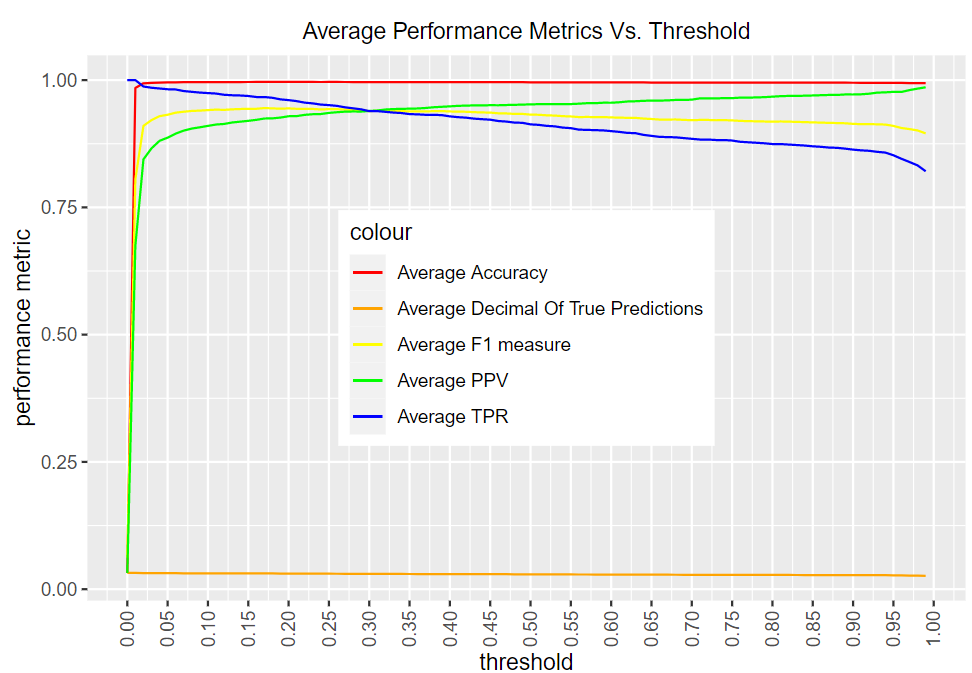 Average Performance Metrics Vs. Threshold
performance metric
1.00
0.75
0.50
0.25
0.00
colour
Average Accuracy
Average Decimal Of True Predictions
Average F1 measure
Average PPV
Average TPR
0.00
0.05
0.10
0.15
0.20
0.25
0.30
0.35
0.40
0.45
0.50
0.55
0.60
0.65
0.70
0.75
0.80
0.85
0.90
0.95
1.00
threshold